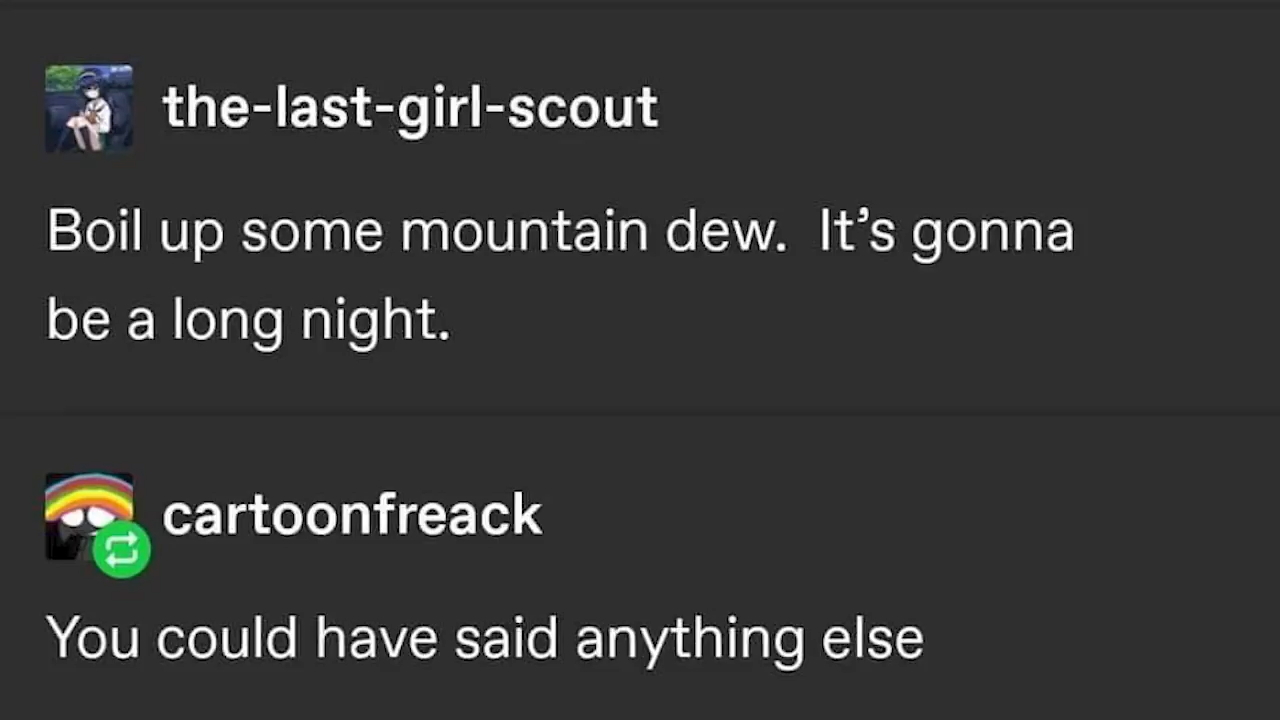 the-last-girl-scout
Boil up some mountain dew.  It’s gonna
be a long night.
cartoonfreack
You could have said anything else